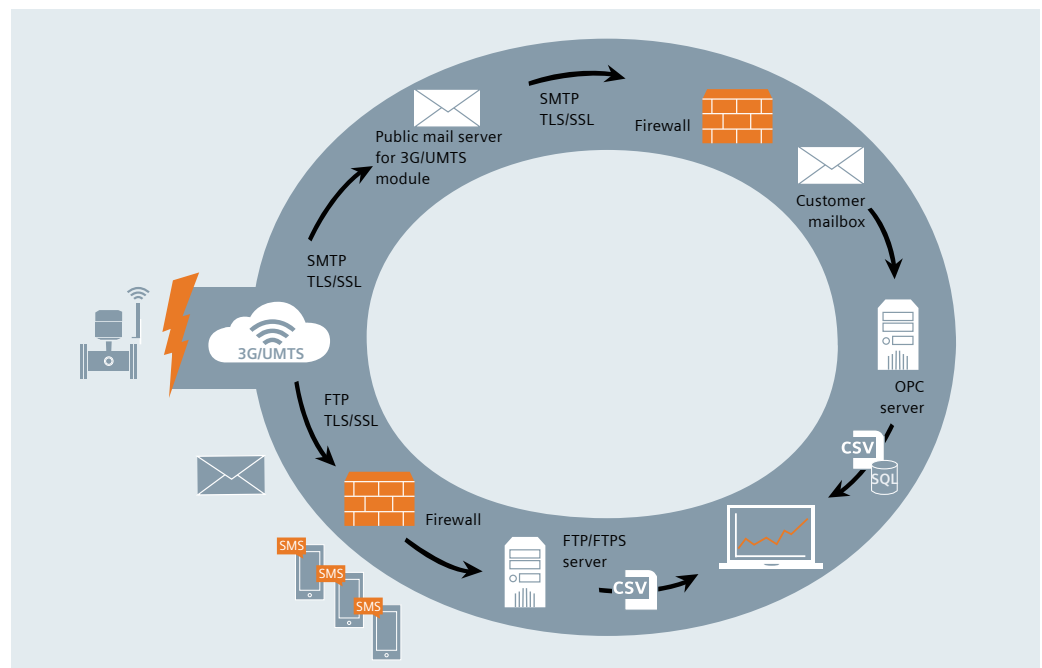 SMTP
TLS/SSL
Firewall
Public mail server
for 3G/UMTS
module
Customer
mailbox
SMTP
TLS/SSL
3G/UMTS
OPC
server
FTP
TLS/SSL
CSV
SQL
Firewall
FTP/FTPS
server
CSV
SMS
SMS
SMS